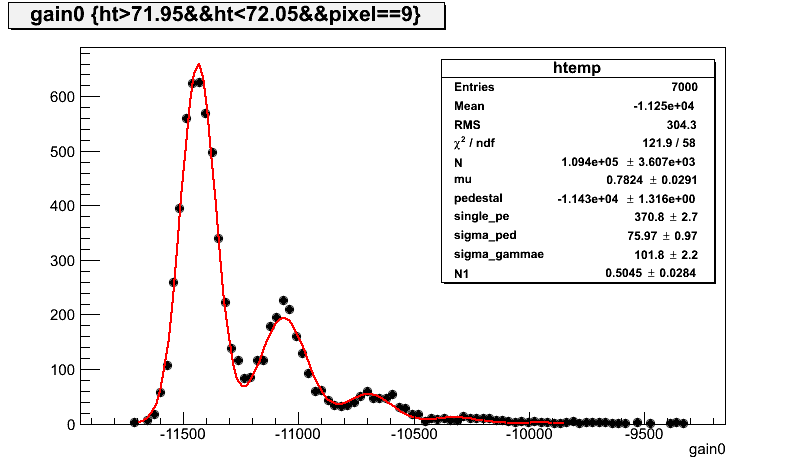 gain0 {ht>71.95&&ht<72.05&&pixel==9}
htemp
Entries 7000
Mean -1.125e+04
RMS 304.3
χ² / ndf 121.9 / 58
N 1.094e+05 ± 3.607e+03
mu 0.7824 ± 0.0291
pedestal -1.143e+04 ± 1.316e+00
single_pe 370.8 ± 2.7
sigma_ped 75.97 ± 0.97
sigma_gammae 101.8 ± 2.2
N1 0.5045 ± 0.0284
600
500
400
300
200
100
0
-11500 -11000 -10500 -10000 -9500
gain0